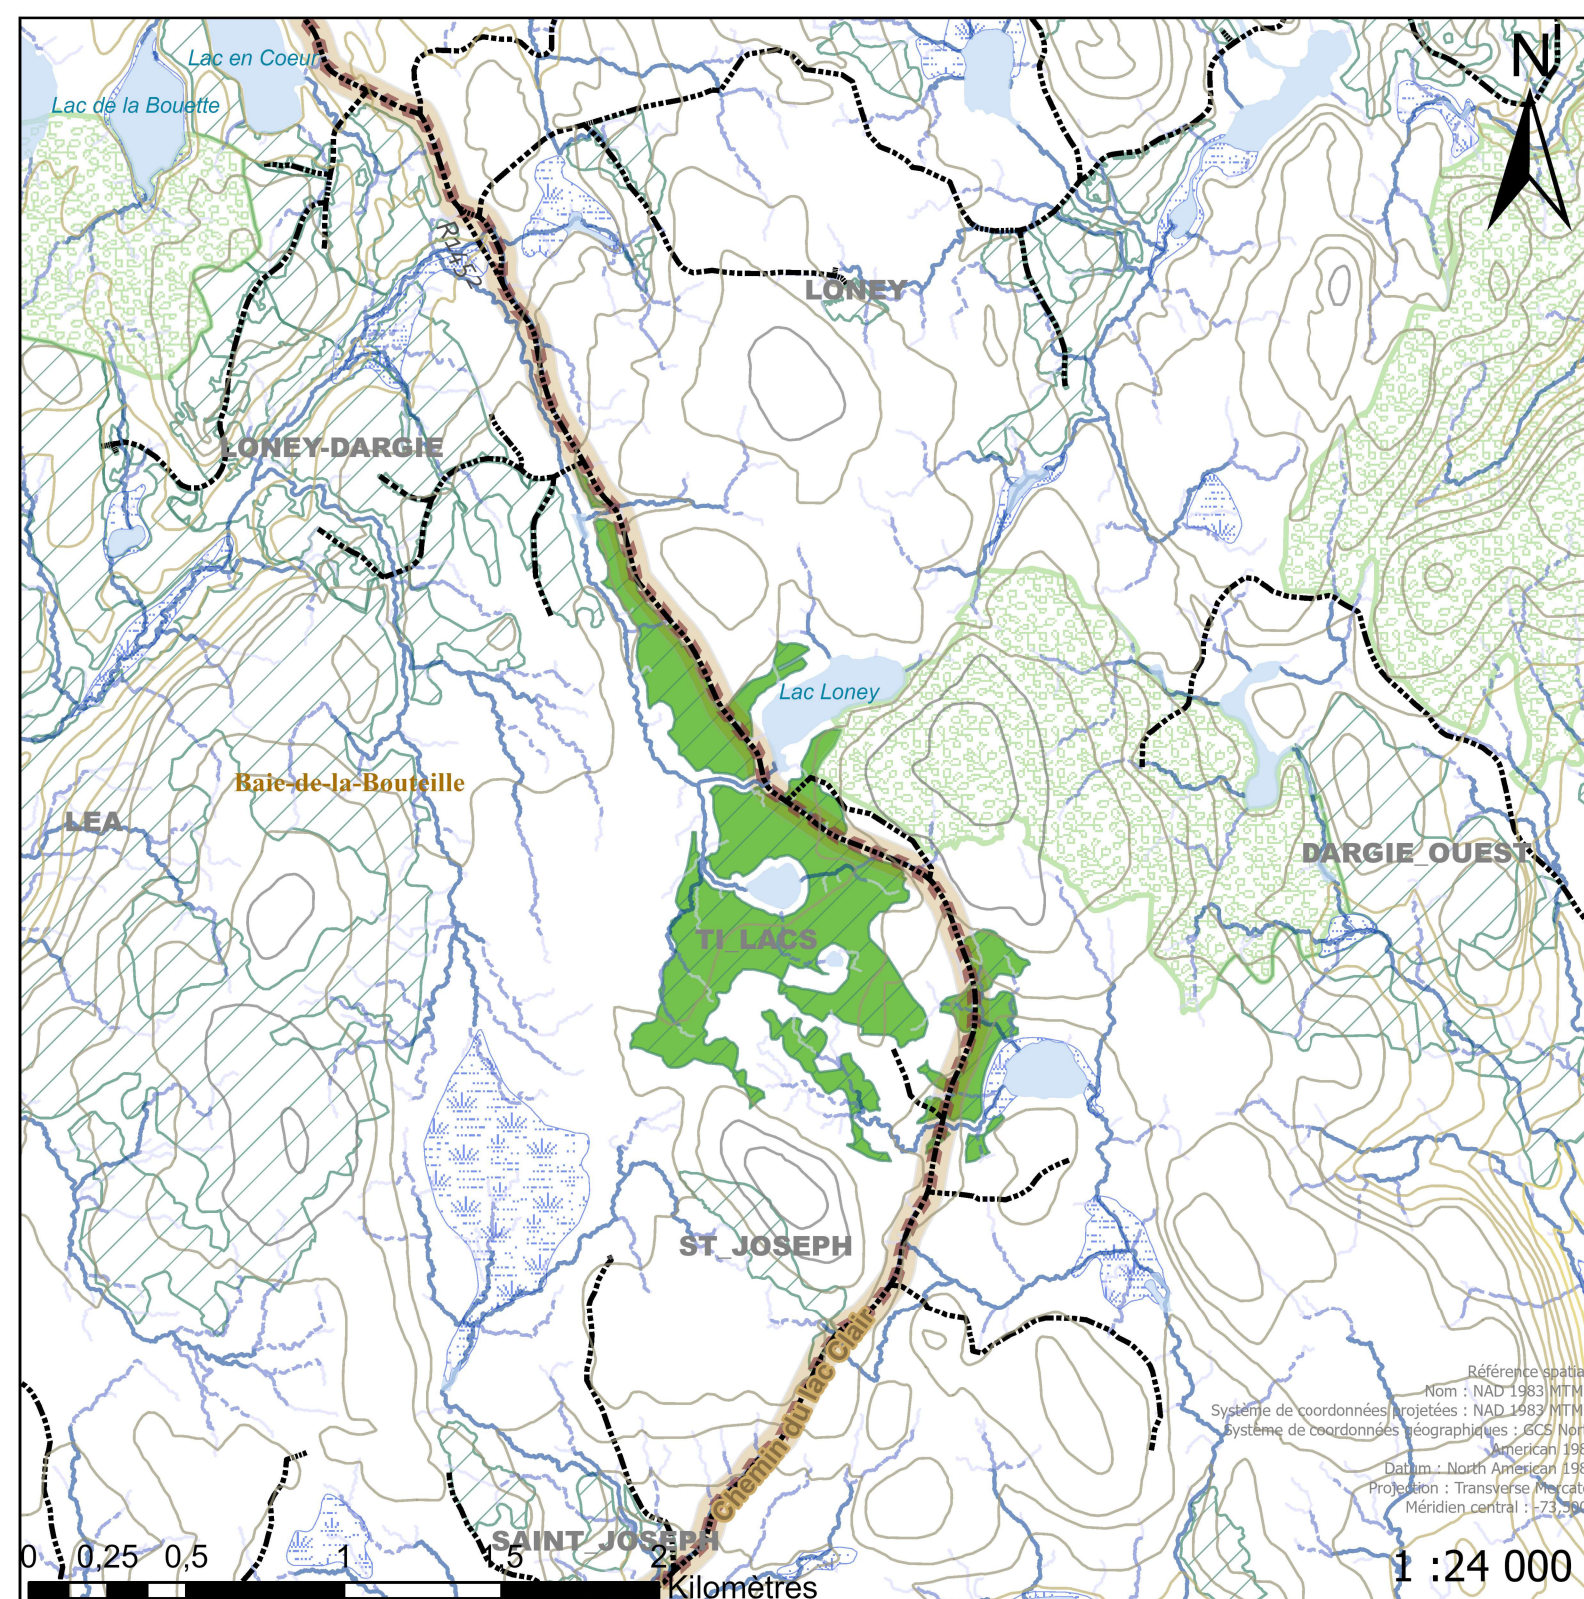 Lac en Coeur
N
Lac de la Bouette
R1452
LONEY
LONEY-DARGIE
Lac Loney
Baie-de-la-Bouteille
LEA
DARGIE_OUEST
TI_LACS
ST_JOSEPH
Chemin du lac Clair
Référence spatia
Nom : NAD 1983 MTM
Système de coordonnées projetées : NAD 1983 MTM
Système de coordonnées géographiques : GCS Nor
American 198
Datum : North American 198
Projection : Transverse Mercat
Méridien central : -73,5
SAINT_JOSEPH
0 0,25 0,5 1 1,5 2
Kilomètres
1 :24 000